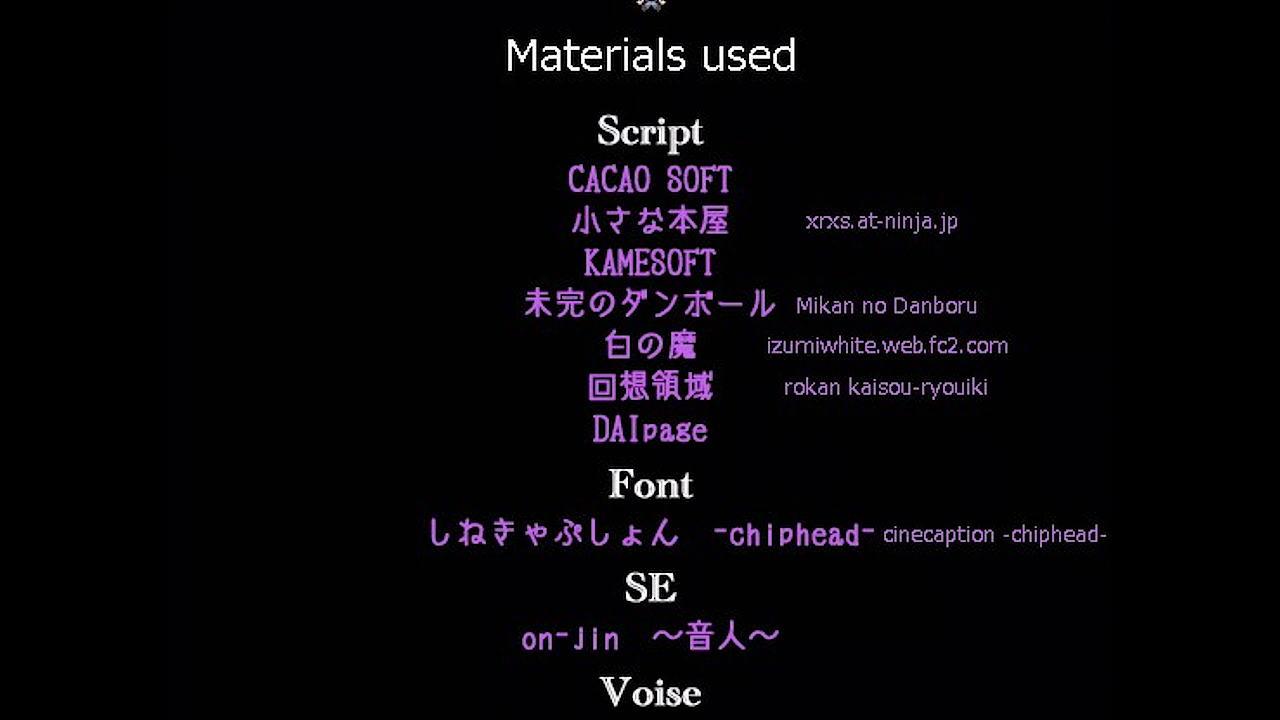 Materials used
Script
CACAO SOFT
小さな本屋 xrxs.at-ninja.jp
KAMESOFT
未完のダンボール Mikan no Danboru
白の魔 izumiwhite.web.fc2.com
回想領域 rokan kaisou-ryouiki
DAIpage
Font
しねきゃぷしょん　-chiphead- cinecaption -chiphead-
SE
on-Jin　～音人～
Voise